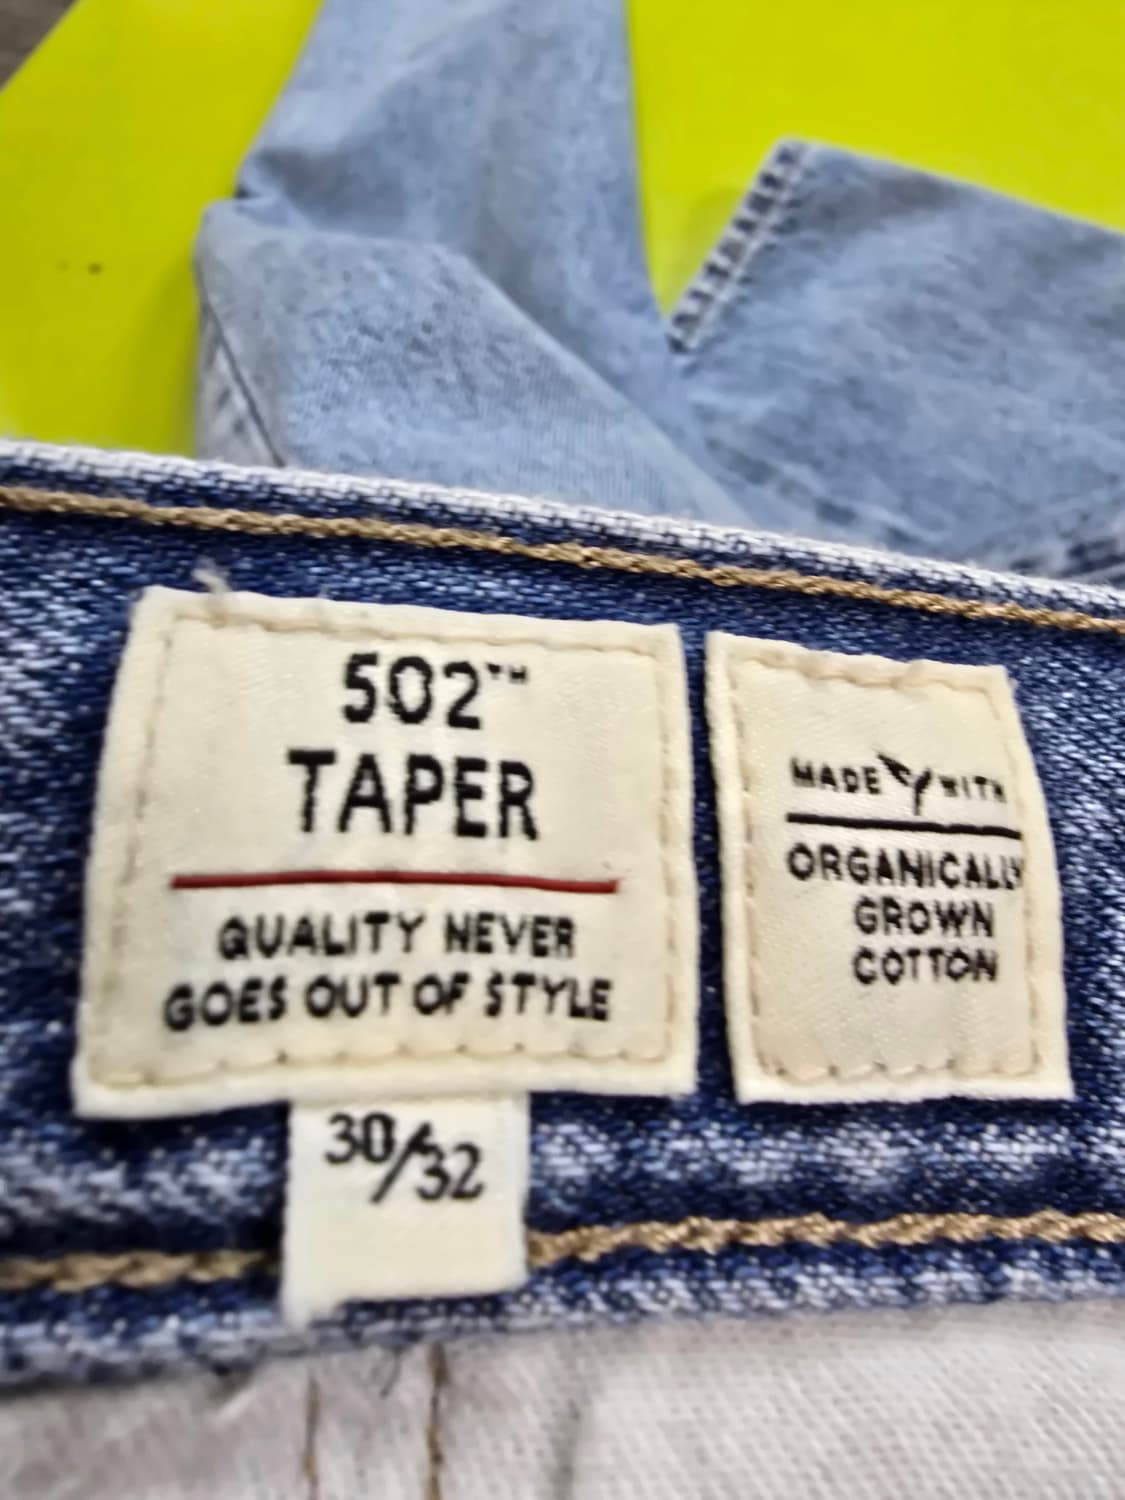 502™
TAPER
QUALITY NEVER
GOES OUT OF STYLE
30/32
MADE WITH
ORGANICALLY
GROWN
COTTON